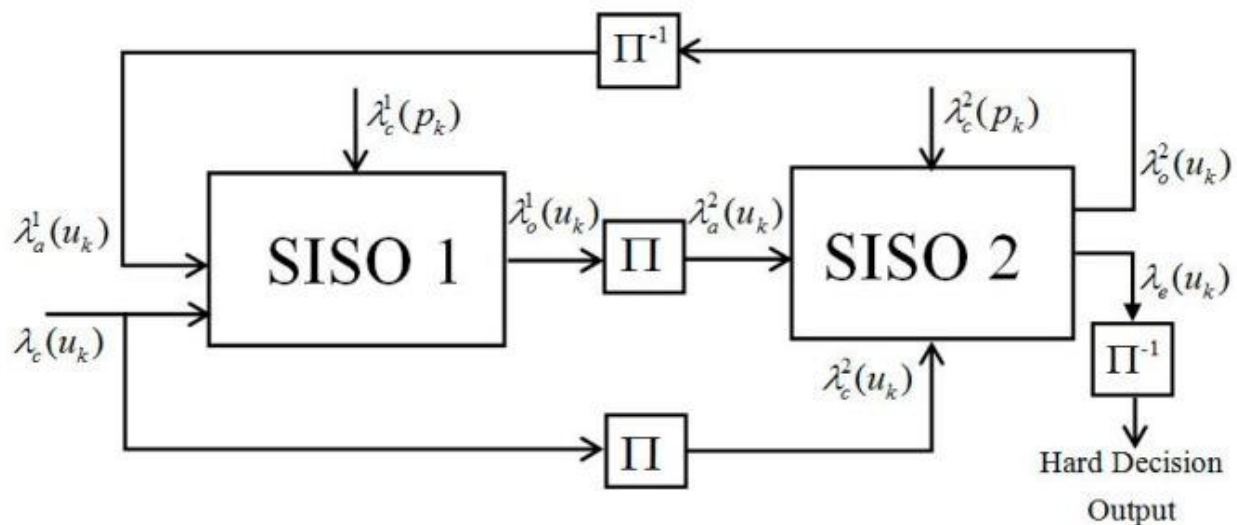 Π⁻¹
λ_c^1(p_k)
λ_c^2(p_k)
λ_o^2(u_k)
λ_a^1(u_k)
SISO 1
λ_o^1(u_k)
Π
λ_a^2(u_k)
SISO 2
λ_e(u_k)
λ_c(u_k)
λ_c^2(u_k)
Π⁻¹
Π
Hard Decision
Output